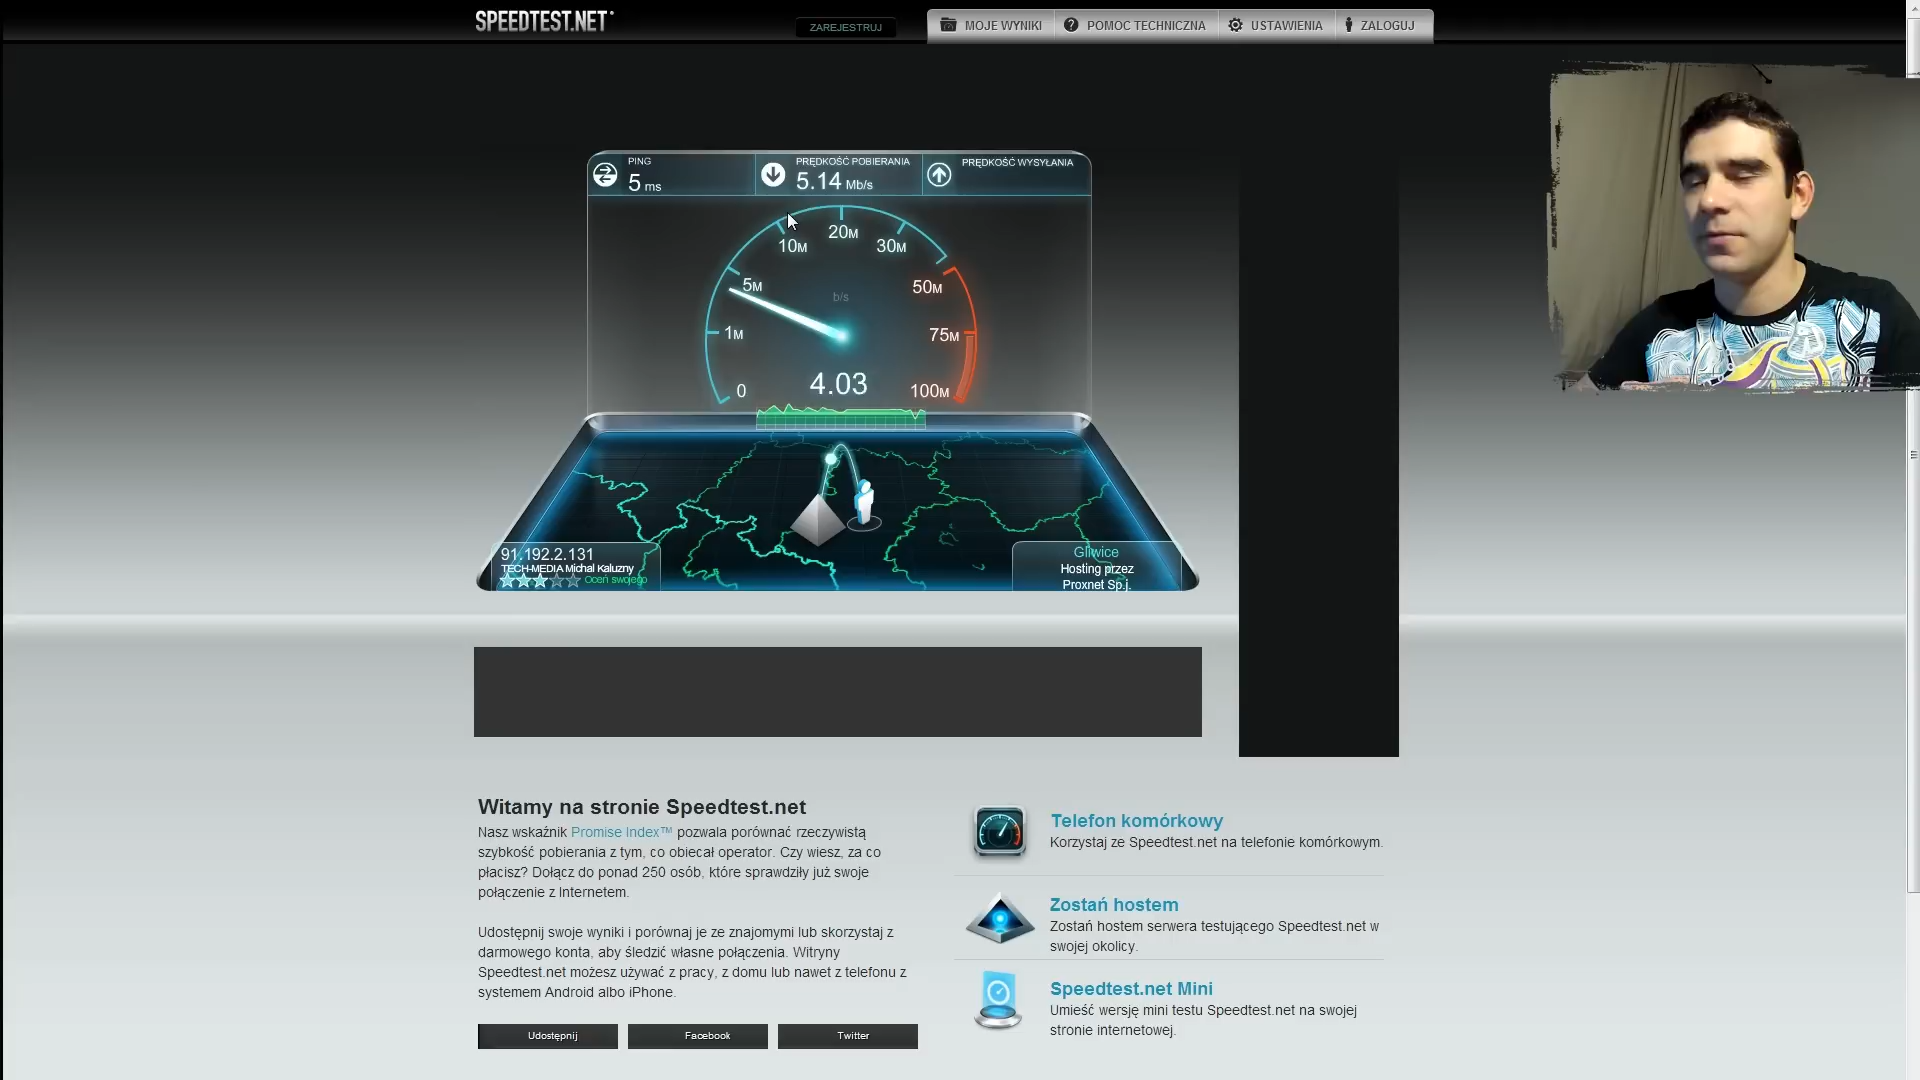 SPEEDTEST.NET
ZAREJESTRUJ
MOJE WYNIKI
POMOC TECHNICZNA
USTAWIENIA
ZALOGUJ
PING
5 ms
PRĘDKOŚĆ POBIERANIA
5.14 Mb/s
PRĘDKOŚĆ WYSYŁANIA
0
1M
5M
10M
20M
30M
50M
75M
100M
b/s
4.03
91.192.2.131
TECH-MEDIA Michal Kaluzny
Oceń swojego
Gliwice
Hosting przez
Proxnet Sp.j.
Witamy na stronie Speedtest.net
Nasz wskaźnik Promise Index™ pozwala porównać rzeczywistą
szybkość pobierania z tym, co obiecał operator. Czy wiesz, za co
płacisz? Dołącz do ponad 250 osób, które sprawdziły już swoje
połączenie z Internetem.
Udostępnij swoje wyniki i porównaj je ze znajomymi lub skorzystaj z
darmowego konta, aby śledzić własne połączenia. Witryny
Speedtest.net możesz używać z pracy, z domu lub nawet z telefonu z
systemem Android albo iPhone.
Udostępnij
Facebook
Twitter
Telefon komórkowy
Korzystaj ze Speedtest.net na telefonie komórkowym.
Zostań hostem
Zostań hostem serwera testującego Speedtest.net w
swojej okolicy.
Speedtest.net Mini
Umieść wersję mini testu Speedtest.net na swojej
stronie internetowej.